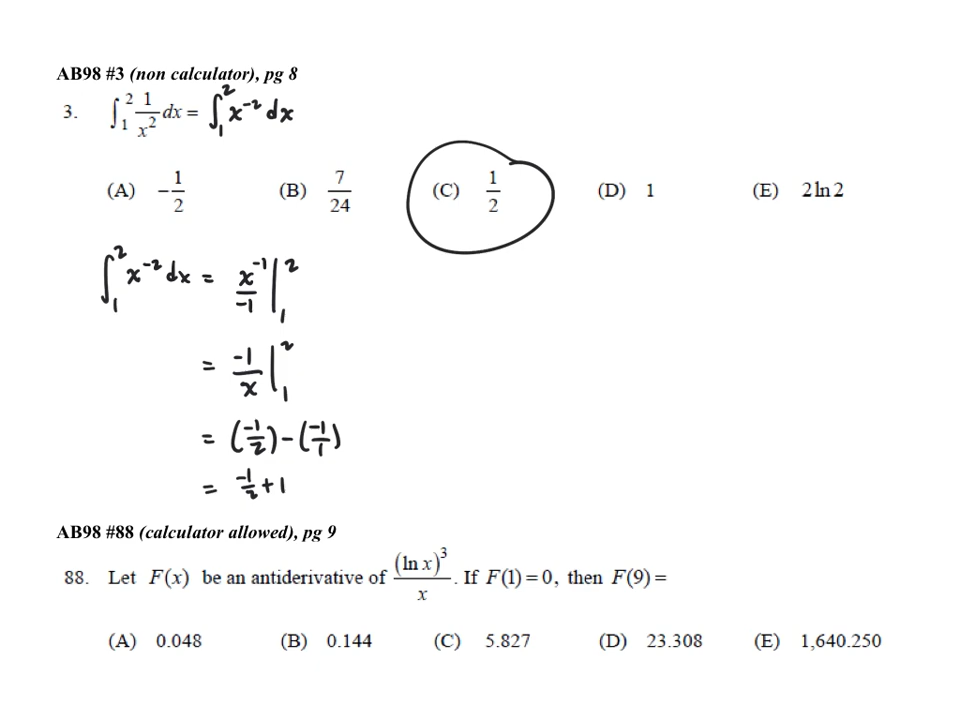 AB98 #3 (non calculator), pg 8
3. ∫₁² 1/x² dx = ∫₁² x⁻² dx
(A) −1/2 (B) 7/24 (C) 1/2 (D) 1 (E) 2 ln 2
∫₁² x⁻² dx = x⁻¹/−1 |₁²
= −1/x |₁²
= (−1/2) − (−1/1)
= −1/2 + 1
AB98 #88 (calculator allowed), pg 9
88. Let F(x) be an antiderivative of (ln x)³/x. If F(1) = 0, then F(9) =
(A) 0.048 (B) 0.144 (C) 5.827 (D) 23.308 (E) 1,640.250